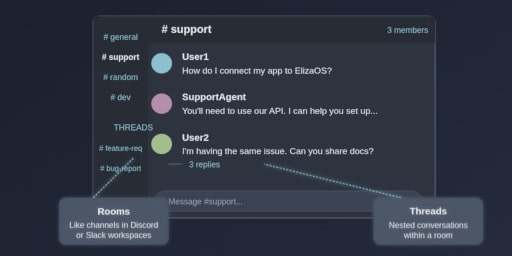 # general
# support
# random
# dev
THREADS
# feature-req
# bug-report
# support
3 members
User1
How do I connect my app to ElizaOS?
SupportAgent
You'll need to use our API. I can help you set up...
User2
I'm having the same issue. Can you share docs?
3 replies
Message #support...
Rooms
Like channels in Discord
or Slack workspaces
Threads
Nested conversations
within a room